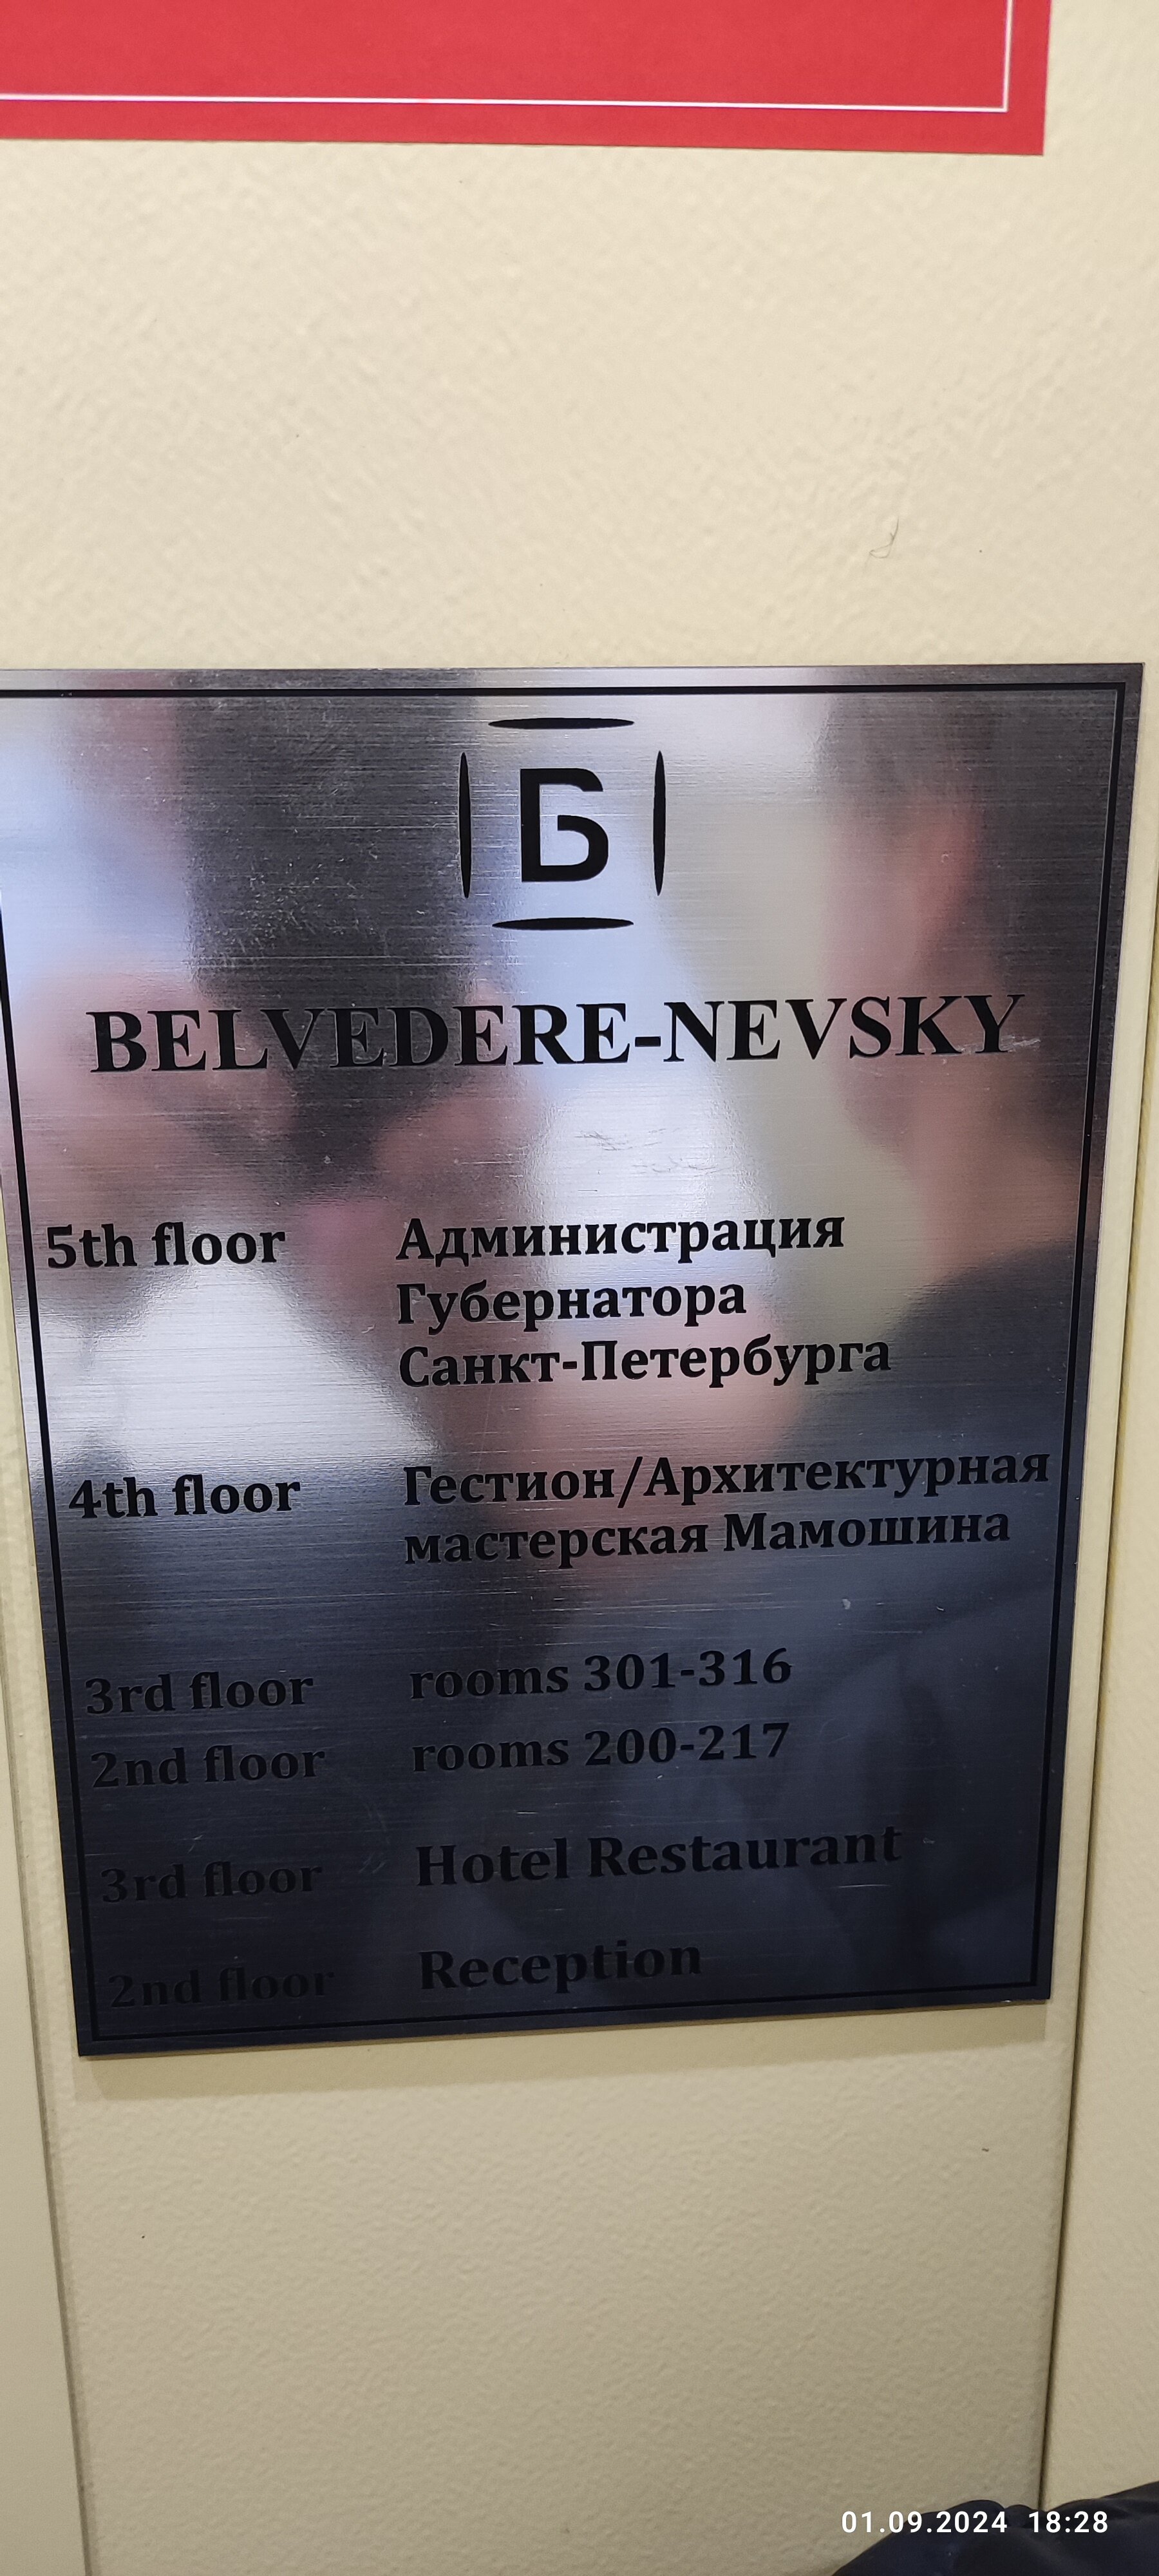 Б
BELVEDERE-NEVSKY
5th floor Администрация
Губернатора
Санкт-Петербурга
4th floor Гестион/Архитектурная
мастерская Мамошина
3rd floor rooms 301-316
2nd floor rooms 200-217
3rd floor Hotel Restaurant
2nd floor Reception
01.09.2024 18:28